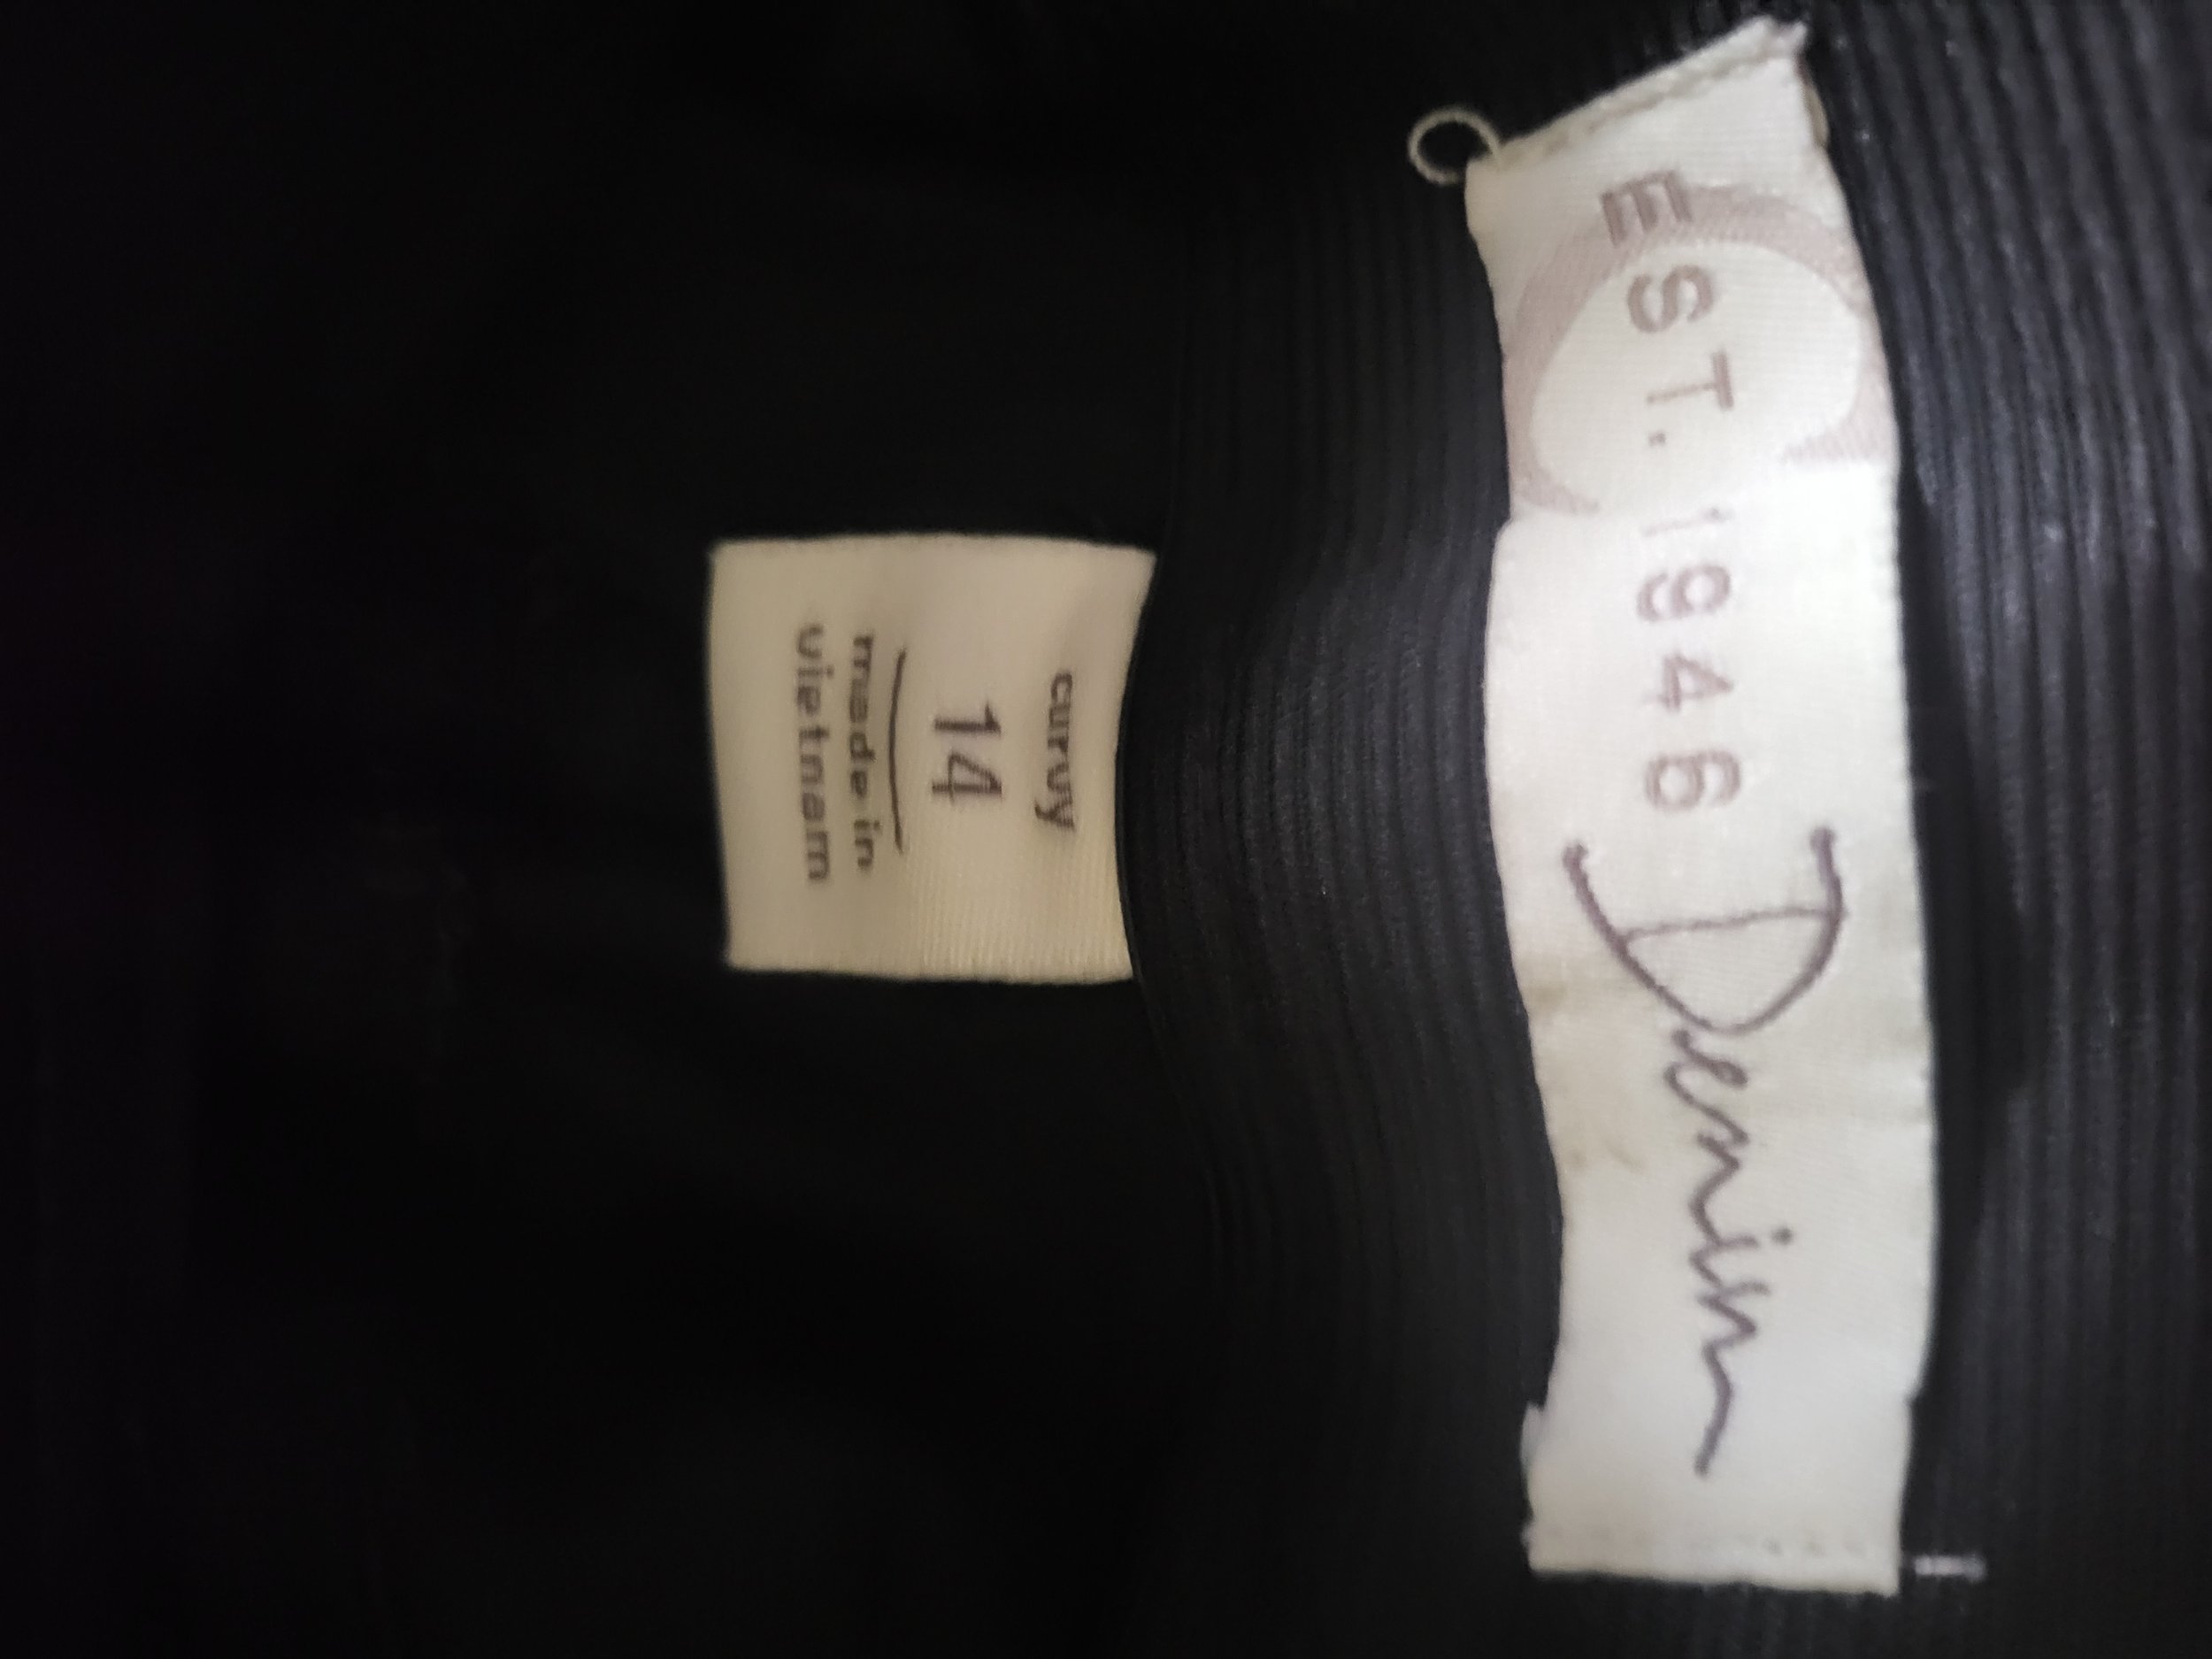 EST. 1946 Denim
curvy
14
made in
vietnam